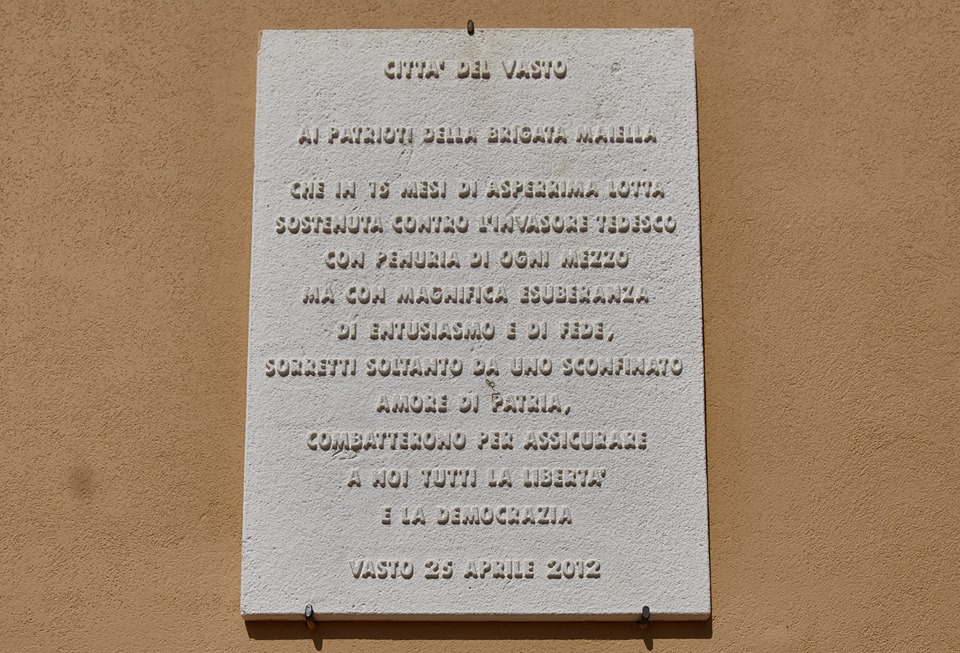 CITTA' DEL VASTO
AI PATRIOTI DELLA BRIGATA MAIELLA
CHE IN 15 MESI DI ASPERRIMA LOTTA
SOSTENUTA CONTRO L'INVASORE TEDESCO
CON PENURIA DI OGNI MEZZO
MA CON MAGNIFICA ESUBERANZA
DI ENTUSIASMO E DI FEDE,
SORRETTI SOLTANTO DA UNO SCONFINATO
AMORE DI PATRIA,
COMBATTERONO PER ASSICURARE
A NOI TUTTI LA LIBERTA'
E LA DEMOCRAZIA
VASTO 25 APRILE 2012